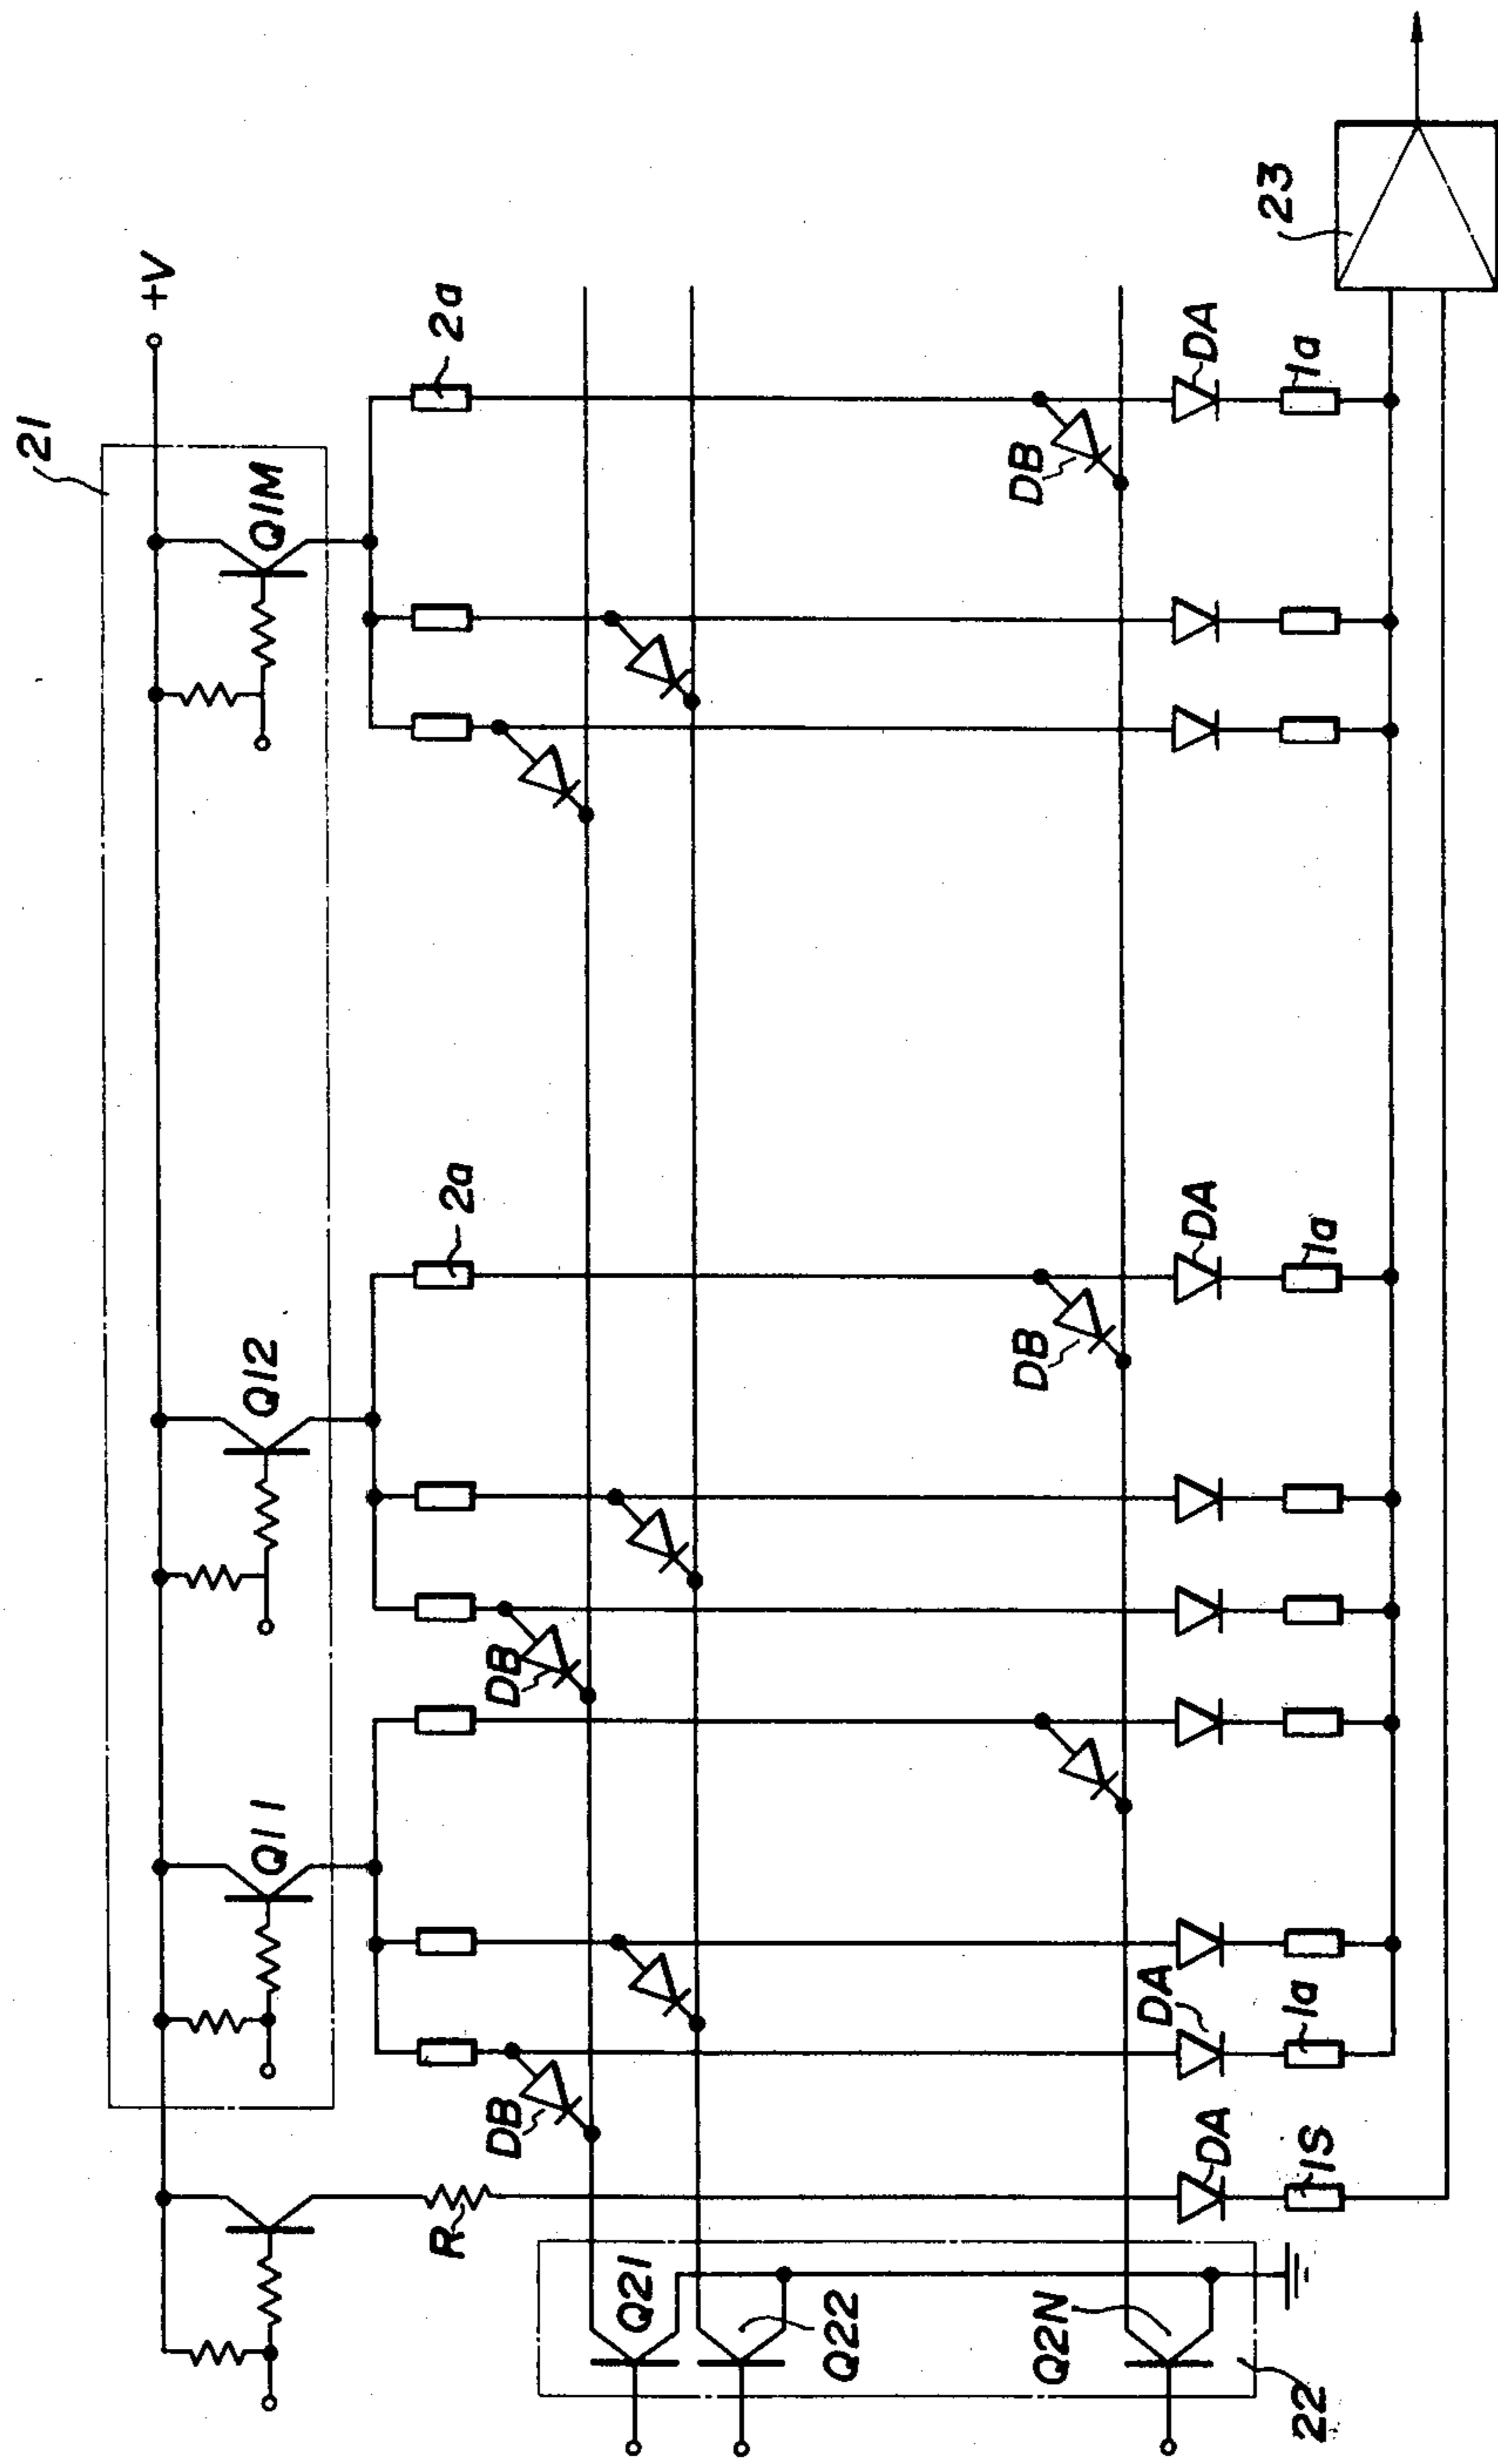 21
+V
Q11
Q12
Q1M
2a
2a
R
DB
DB
DB
DB
Q21
Q22
Q2N
22
DA
DA
DA
DA
1S
1a
1a
1a
23